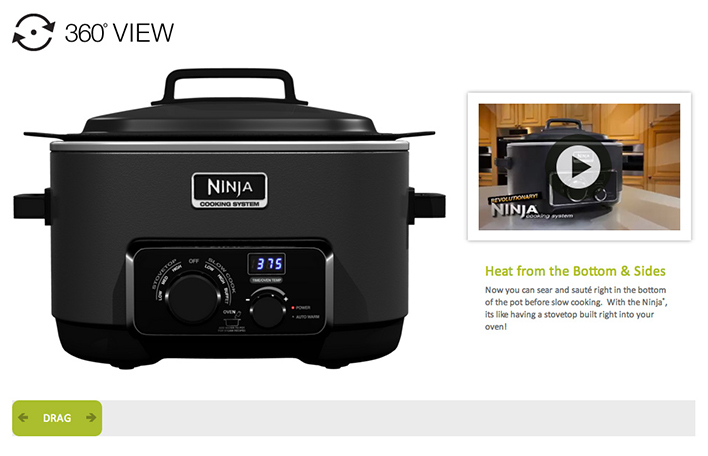 360° VIEW
NINJA
COOKING SYSTEM
STOVETOP
OFF
SLOW COOK
LOW
MED
HIGH
LOW
HIGH
BUFFET
OVEN
375
TIME/OVEN TEMP
POWER
AUTO WARM
REVOLUTIONARY!
NINJA
cooking system
Heat from the Bottom & Sides
Now you can sear and sauté right in the bottom
of the pot before slow cooking. With the Ninja®,
its like having a stovetop built right into your
oven!
DRAG